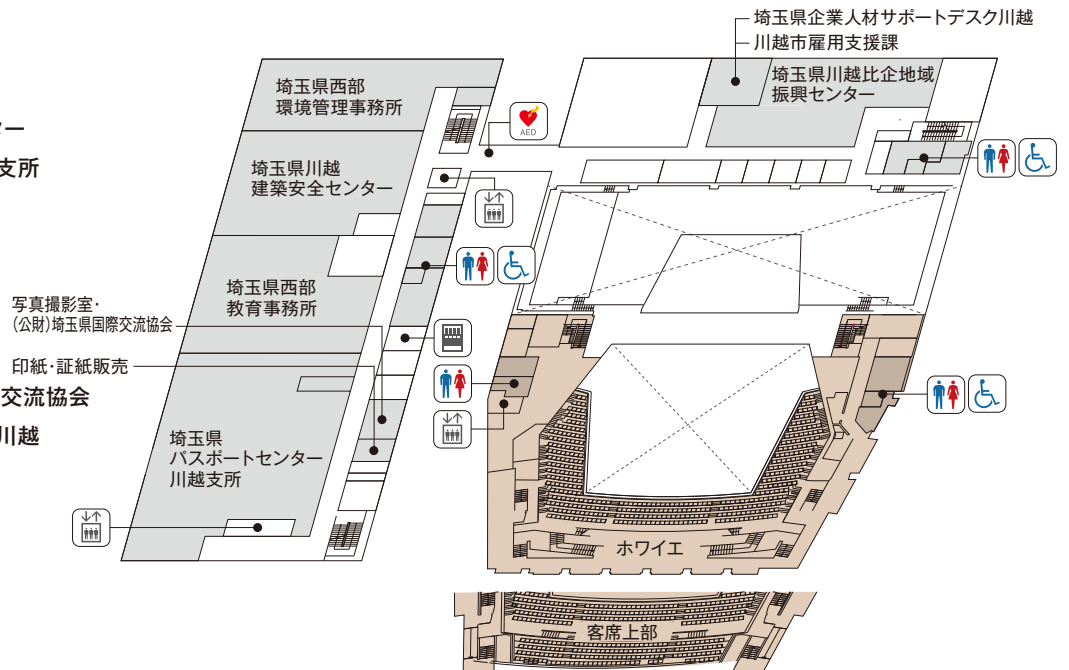 埼玉県企業人材サポートデスク川越
川越市雇用支援課
埼玉県川越比企地域
振興センター
埼玉県西部
環境管理事務所
AED
ター
支所
埼玉県川越
建築安全センター
埼玉県西部
教育事務所
写真撮影室・
(公財)埼玉県国際交流協会
印紙・証紙販売
交流協会
川越
埼玉県
パスポートセンター
川越支所
ホワイエ
客席上部